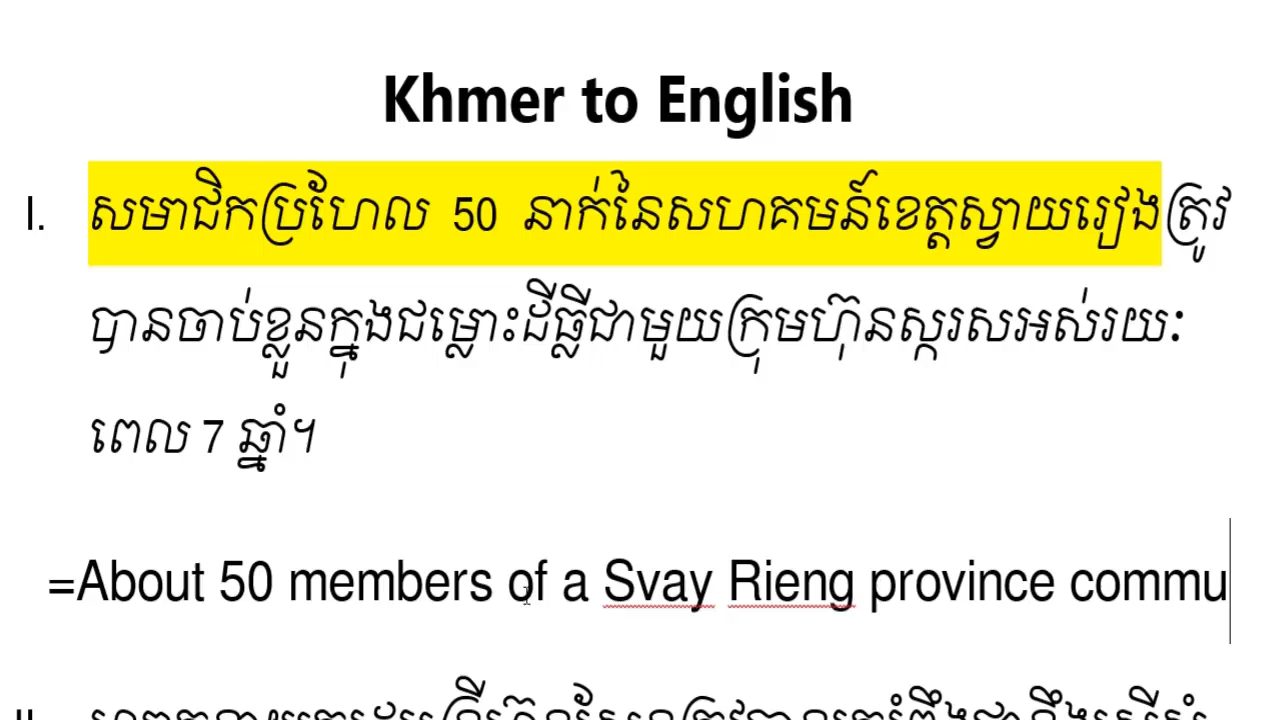 Khmer to English
I. សមាជិកប្រហែល 50 នាក់នៃសហគមន៍ខេត្តស្វាយរៀងត្រូវ
បានចាប់ខ្លួនក្នុងជម្លោះដីធ្លីជាមួយក្រុមហ៊ុនស្ករសអស់រយៈ
ពេល 7 ឆ្នាំ។
=About 50 members of a Svay Rieng province commu